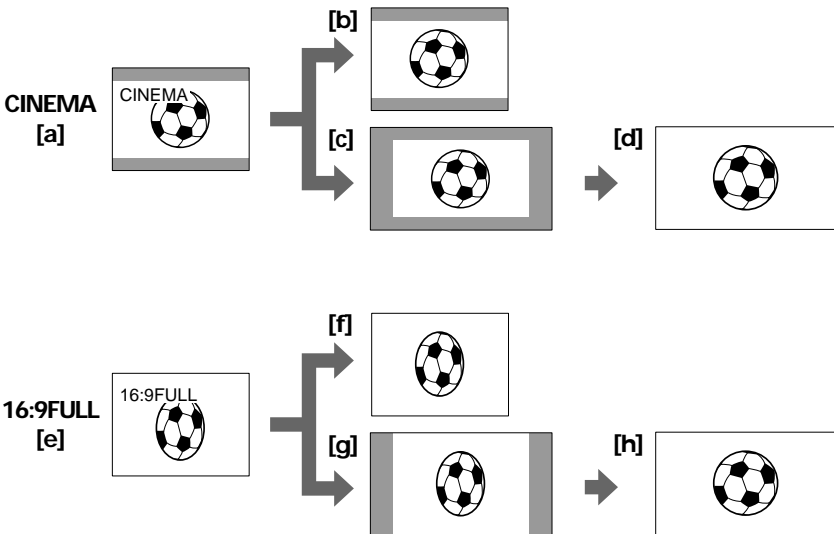 [b]
CINEMA
[a]
CINEMA
[c]
[d]
[f]
16:9FULL
[e]
16:9FULL
[g]
[h]